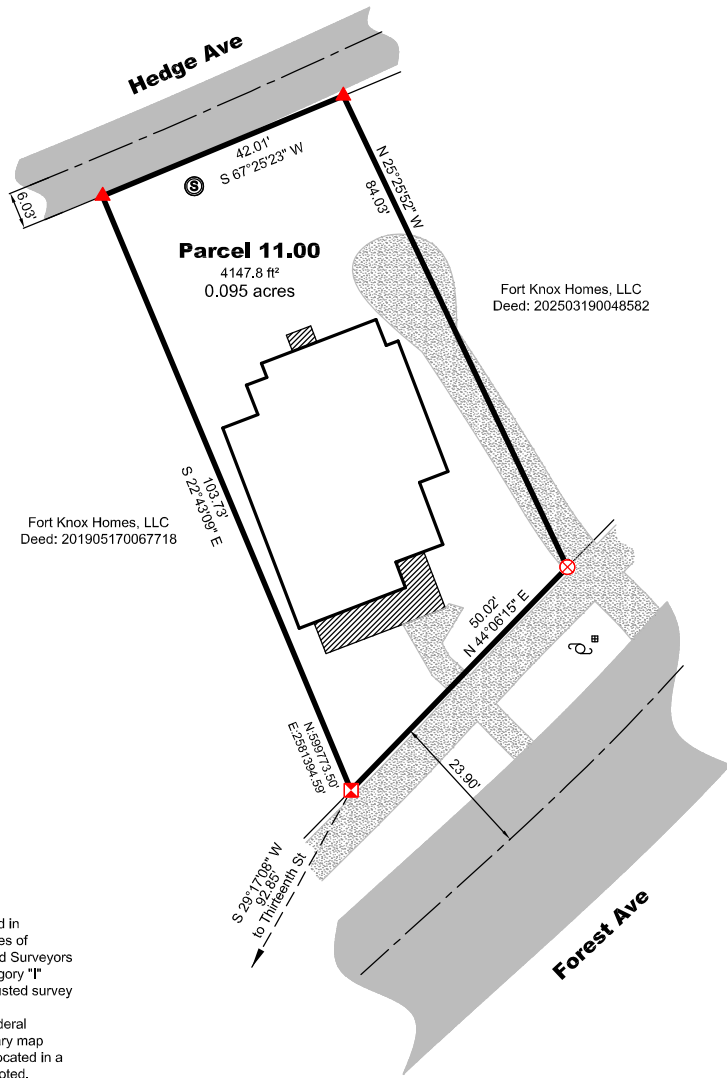 Hedge Ave
42.01'
S 67°25'23" W
6.03'
S
N 25°25'52" W
84.03'
Parcel 11.00
4147.8 ft²
0.095 acres
Fort Knox Homes, LLC
Deed: 202503190048582
103.73'
S 22°43'09" E
Fort Knox Homes, LLC
Deed: 201905170067718
50.02'
N 44°06'15" E
N:599773.50'
E:2581394.59'
23.90'
S 29°17'08" W
92.85'
to Thirteenth St
Forest Ave
d in
es of
d Surveyors
gory "I"
usted survey
deral
ary map
ocated in a
oted.